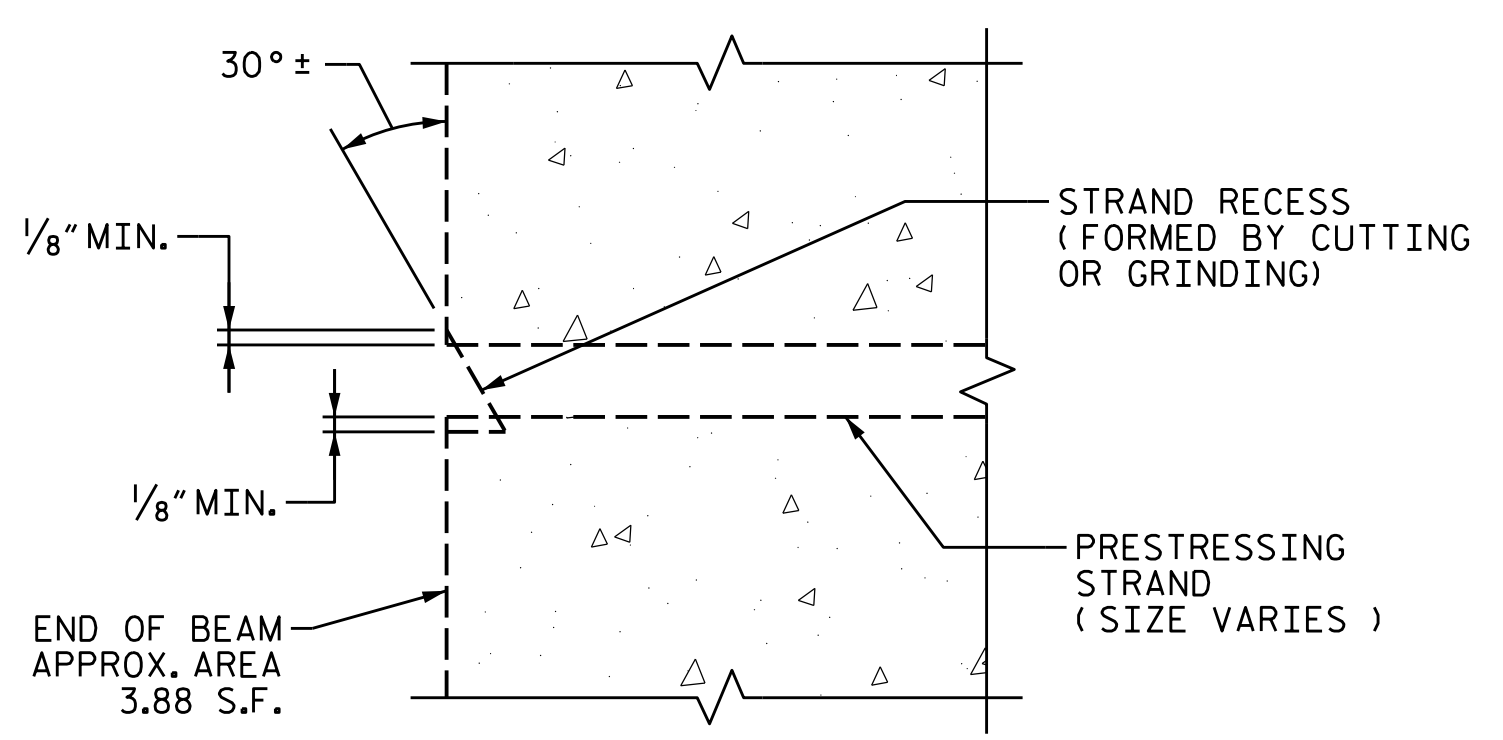 30° ±
1/8" MIN.
STRAND RECESS
(FORMED BY CUTTING
OR GRINDING)
1/8" MIN.
PRESTRESSING
STRAND
(SIZE VARIES )
END OF BEAM
APPROX. AREA
3.88 S.F.